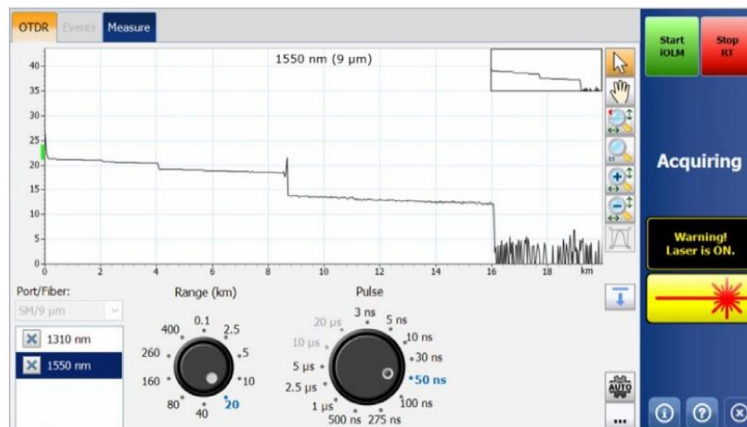 OTDR Events Measure
1550 nm (9 µm)
40
35
30
25
20
15
10
5
0
0 2 4 6 8 10 12 14 16 18 km
Port/Fiber:
SM/9 µm
1310 nm
1550 nm
Range (km)
0.1
400 2.5
260 5
160 10
80 20
40
Pulse
3 ns
20 µs 5 ns
10 µs 10 ns
30 ns
5 µs 50 ns
2.5 µs
1 µs 100 ns
500 ns 275 ns
AUTO
...
Start iOLM
Stop RT
Acquiring
Warning!
Laser is ON.
i ? X